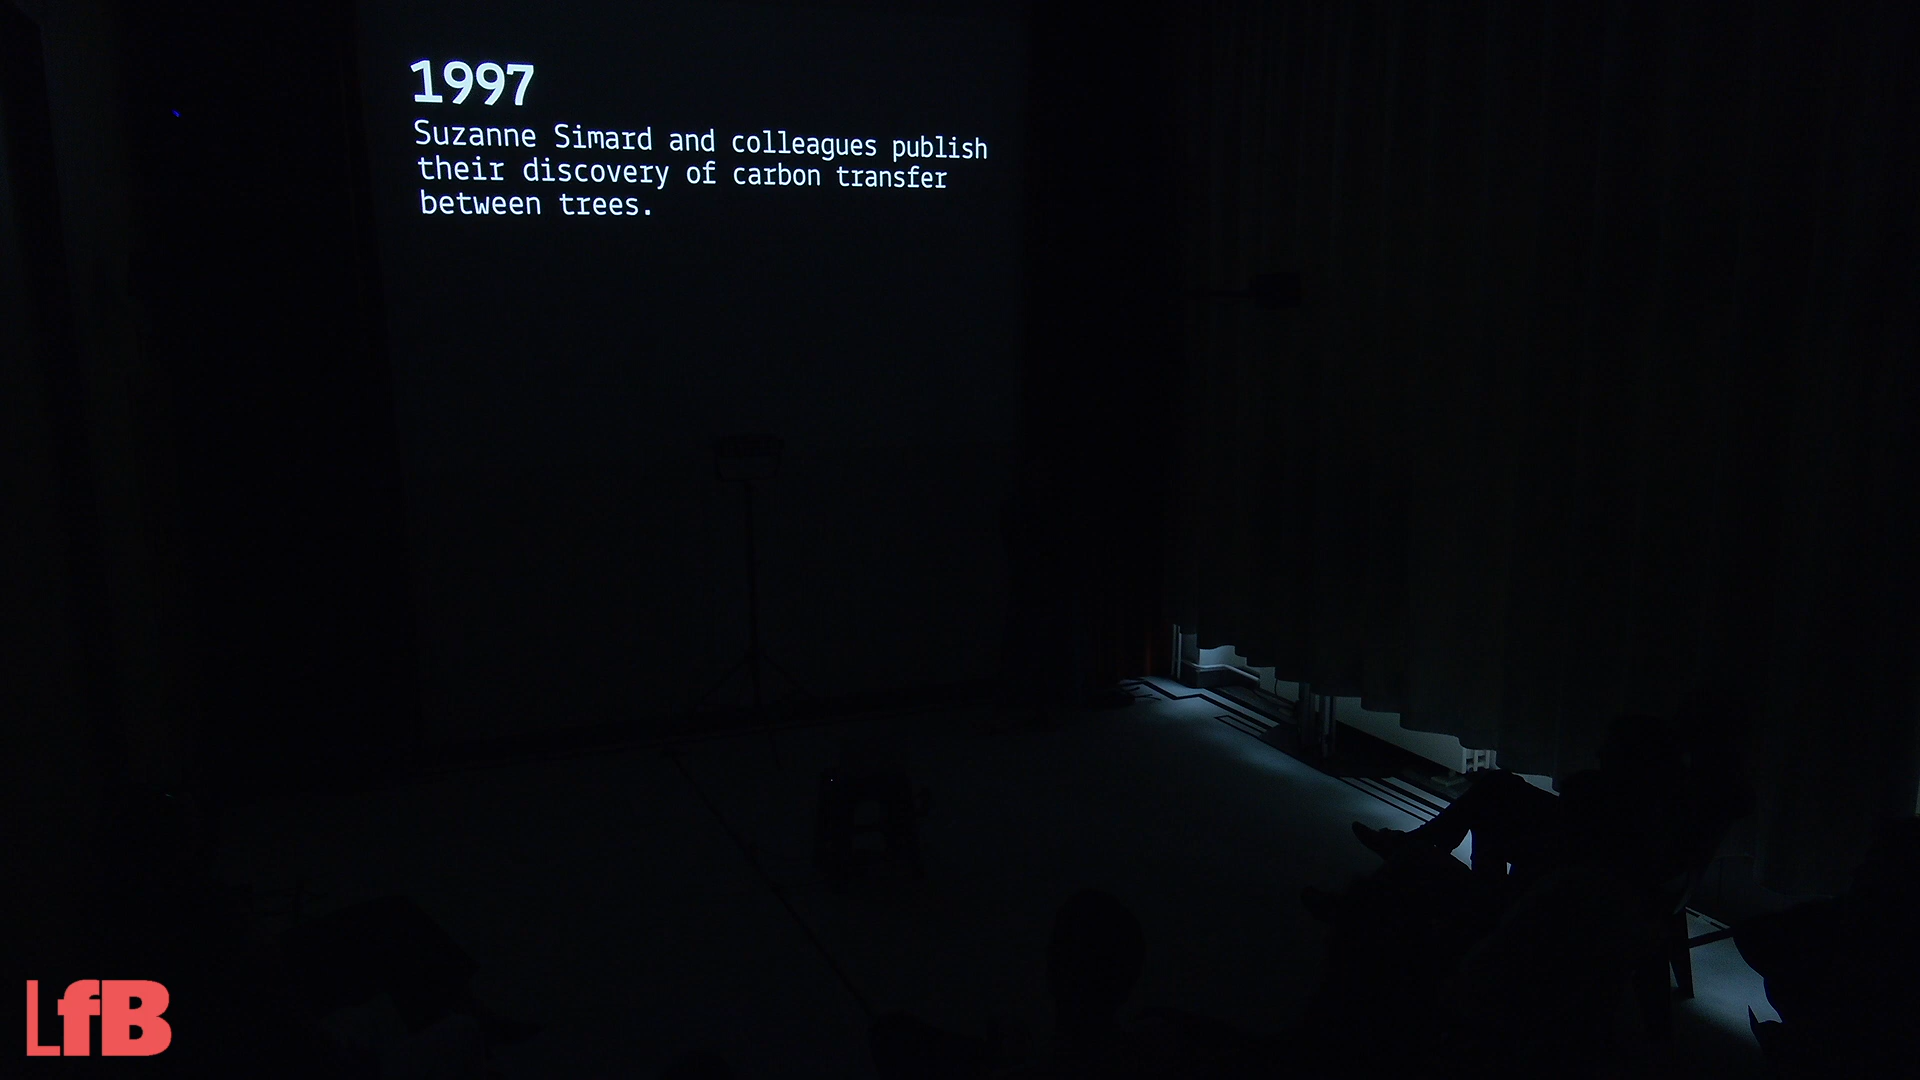 1997
Suzanne Simard and colleagues publish
their discovery of carbon transfer
between trees.
LfB